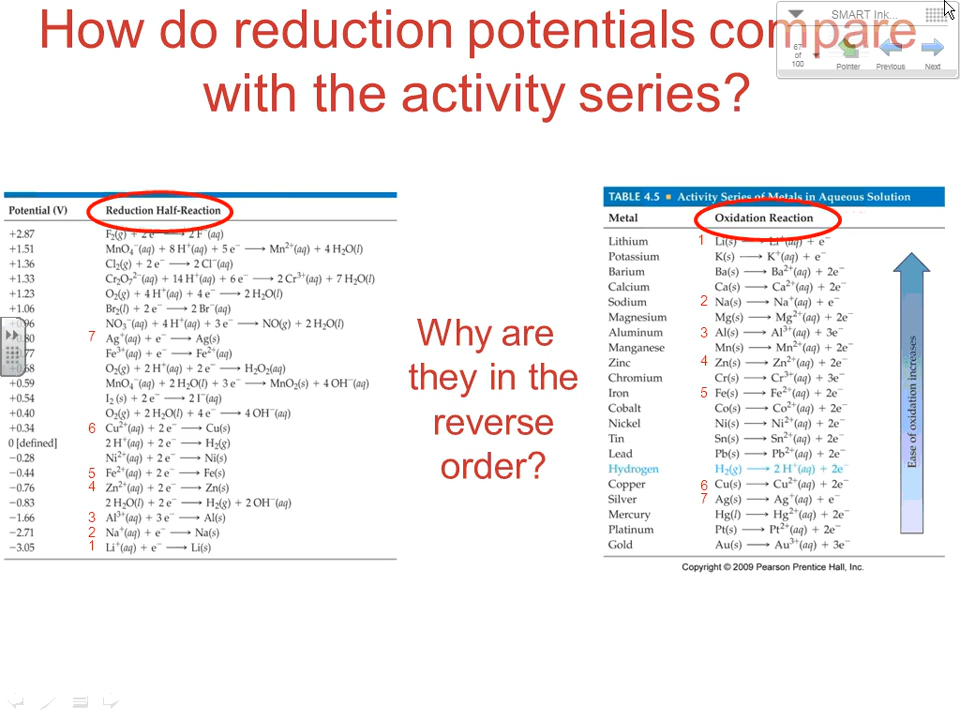 How do reduction potentials compare
with the activity series?
SMART Ink...
67
of
100
Pointer Previous Next
Potential (V) Reduction Half-Reaction
+2.87 F₂(g) + 2 e⁻ ⟶ 2 F⁻(aq)
+1.51 MnO₄⁻(aq) + 8 H⁺(aq) + 5 e⁻ ⟶ Mn²⁺(aq) + 4 H₂O(l)
+1.36 Cl₂(g) + 2 e⁻ ⟶ 2 Cl⁻(aq)
+1.33 Cr₂O₇²⁻(aq) + 14 H⁺(aq) + 6 e⁻ ⟶ 2 Cr³⁺(aq) + 7 H₂O(l)
+1.23 O₂(g) + 4 H⁺(aq) + 4 e⁻ ⟶ 2 H₂O(l)
+1.06 Br₂(l) + 2 e⁻ ⟶ 2 Br⁻(aq)
+0.96 NO₃⁻(aq) + 4 H⁺(aq) + 3 e⁻ ⟶ NO(g) + 2 H₂O(l)
80 7 Ag⁺(aq) + e⁻ ⟶ Ag(s)
77 Fe³⁺(aq) + e⁻ ⟶ Fe²⁺(aq)
+0.68 O₂(g) + 2 H⁺(aq) + 2 e⁻ ⟶ H₂O₂(aq)
+0.59 MnO₄⁻(aq) + 2 H₂O(l) + 3 e⁻ ⟶ MnO₂(s) + 4 OH⁻(aq)
+0.54 I₂ (s) + 2 e⁻ ⟶ 2 I⁻(aq)
+0.40 O₂(g) + 2 H₂O(l) + 4 e⁻ ⟶ 4 OH⁻(aq)
+0.34 6 Cu²⁺(aq) + 2 e⁻ ⟶ Cu(s)
0 [defined] 2 H⁺(aq) + 2 e⁻ ⟶ H₂(g)
−0.28 Ni²⁺(aq) + 2 e⁻ ⟶ Ni(s)
−0.44 5 Fe²⁺(aq) + 2 e⁻ ⟶ Fe(s)
−0.76 4 Zn²⁺(aq) + 2 e⁻ ⟶ Zn(s)
−0.83 2 H₂O(l) + 2 e⁻ ⟶ H₂(g) + 2 OH⁻(aq)
−1.66 3 Al³⁺(aq) + 3 e⁻ ⟶ Al(s)
−2.71 2 Na⁺(aq) + e⁻ ⟶ Na(s)
−3.05 1 Li⁺(aq) + e⁻ ⟶ Li(s)
Why are
they in the
reverse
order?
TABLE 4.5 ■ Activity Series of Metals in Aqueous Solution
Metal Oxidation Reaction
Lithium 1 Li(s) ⟶ Li⁺(aq) + e⁻
Potassium K(s) ⟶ K⁺(aq) + e⁻
Barium Ba(s) ⟶ Ba²⁺(aq) + 2e⁻
Calcium Ca(s) ⟶ Ca²⁺(aq) + 2e⁻
Sodium 2 Na(s) ⟶ Na⁺(aq) + e⁻
Magnesium Mg(s) ⟶ Mg²⁺(aq) + 2e⁻
Aluminum 3 Al(s) ⟶ Al³⁺(aq) + 3e⁻
Manganese Mn(s) ⟶ Mn²⁺(aq) + 2e⁻
Zinc 4 Zn(s) ⟶ Zn²⁺(aq) + 2e⁻
Chromium Cr(s) ⟶ Cr³⁺(aq) + 3e⁻
Iron 5 Fe(s) ⟶ Fe²⁺(aq) + 2e⁻
Cobalt Co(s) ⟶ Co²⁺(aq) + 2e⁻
Nickel Ni(s) ⟶ Ni²⁺(aq) + 2e⁻
Tin Sn(s) ⟶ Sn²⁺(aq) + 2e⁻
Lead Pb(s) ⟶ Pb²⁺(aq) + 2e⁻
Hydrogen H₂(g) ⟶ 2 H⁺(aq) + 2e⁻
Copper 6 Cu(s) ⟶ Cu²⁺(aq) + 2e⁻
Silver 7 Ag(s) ⟶ Ag⁺(aq) + e⁻
Mercury Hg(l) ⟶ Hg²⁺(aq) + 2e⁻
Platinum Pt(s) ⟶ Pt²⁺(aq) + 2e⁻
Gold Au(s) ⟶ Au³⁺(aq) + 3e⁻
Ease of oxidation increases
Copyright © 2009 Pearson Prentice Hall, Inc.